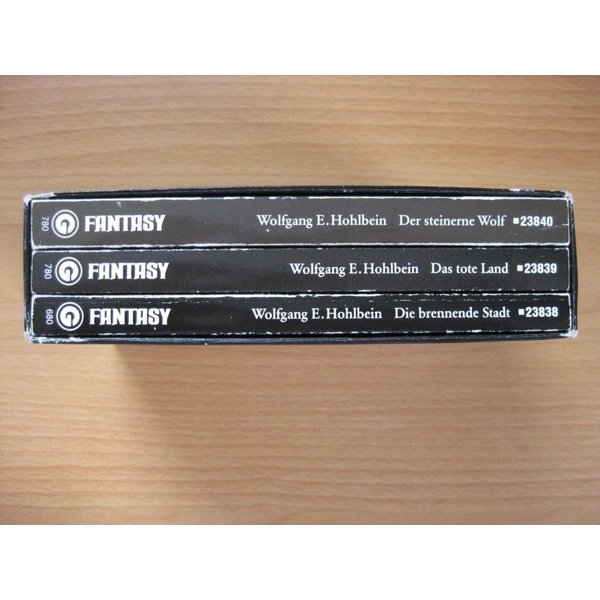 780 G FANTASY Wolfgang E. Hohlbein Der steinerne Wolf ■23840
780 G FANTASY Wolfgang E. Hohlbein Das tote Land ■23839
680 G FANTASY Wolfgang E. Hohlbein Die brennende Stadt ■23838